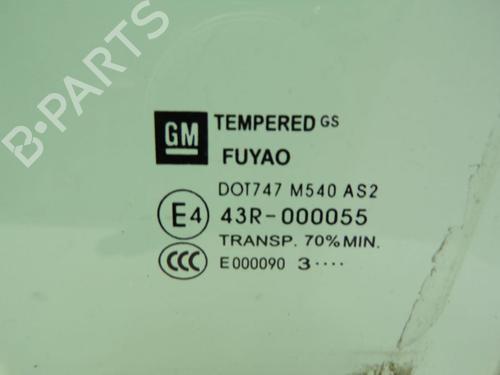 B-PARTS
GM TEMPERED GS
FUYAO
DOT747 M540 AS2
E4 43R-000055
TRANSP. 70% MIN.
CCC E000090 3····